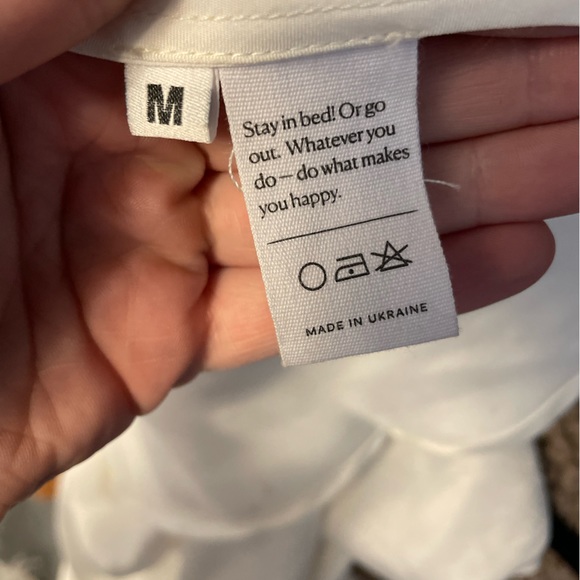 M
Stay in bed! Or go
out. Whatever you
do – do what makes
you happy.
MADE IN UKRAINE